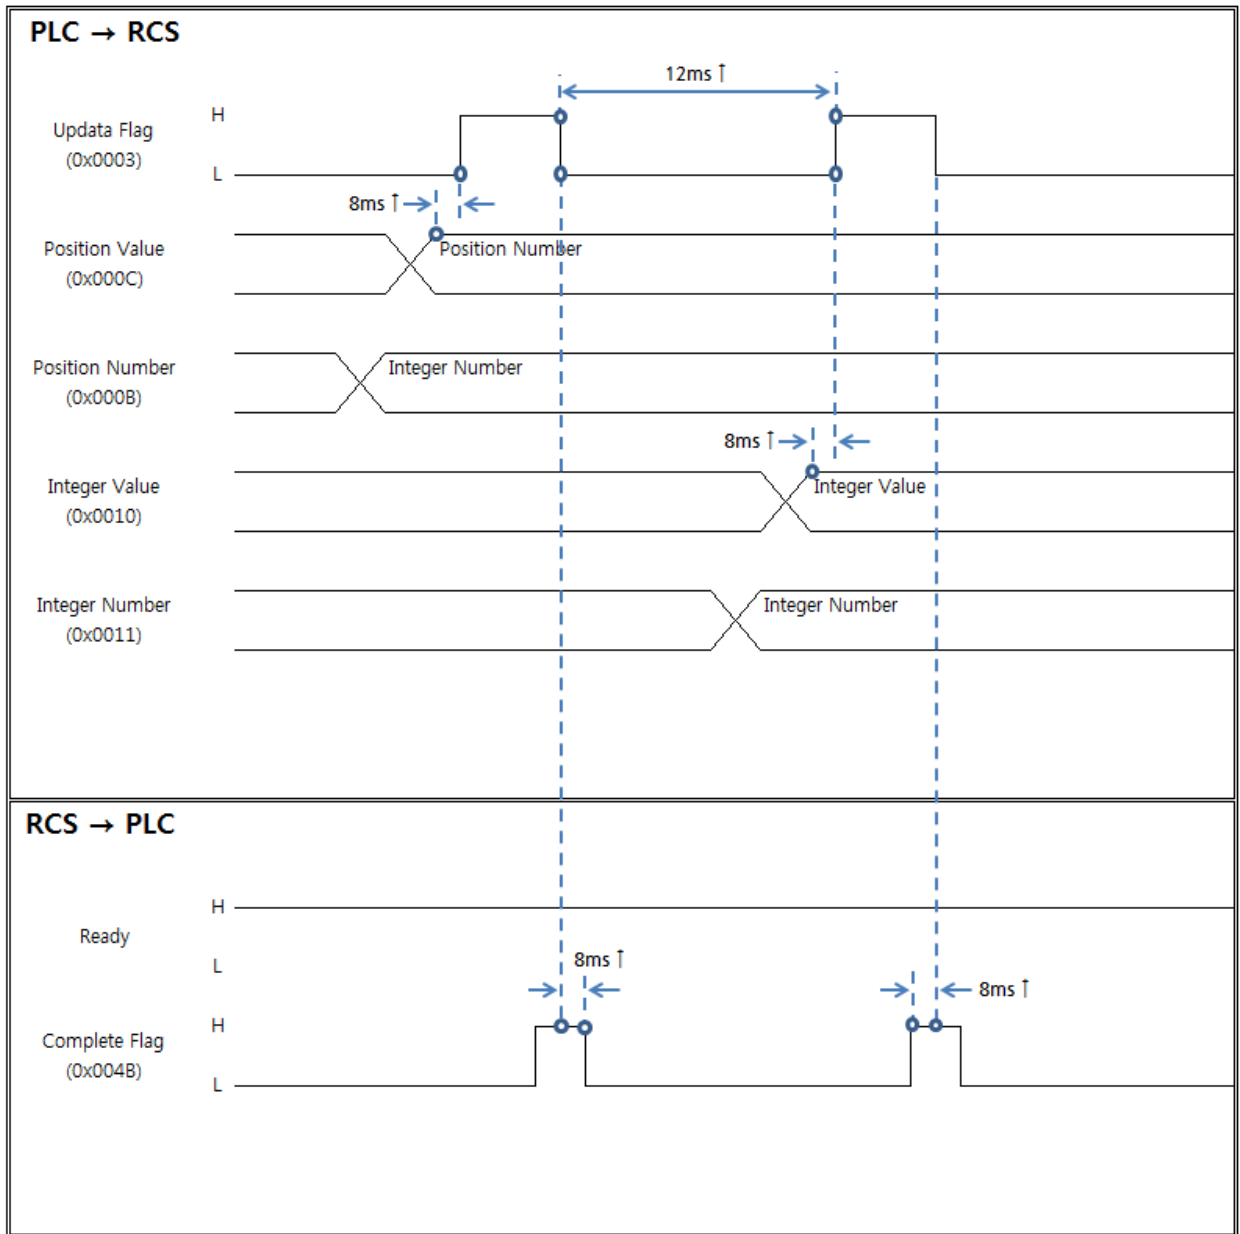 PLC → RCS
12ms ↑
H
Updata Flag
(0x0003)
L
8ms ↑
Position Value
(0x000C)
Position Number
Position Number
(0x000B)
Integer Number
8ms ↑
Integer Value
(0x0010)
Integer Value
Integer Number
(0x0011)
Integer Number
RCS → PLC
H
Ready
L
8ms ↑
8ms ↑
H
Complete Flag
(0x004B)
L